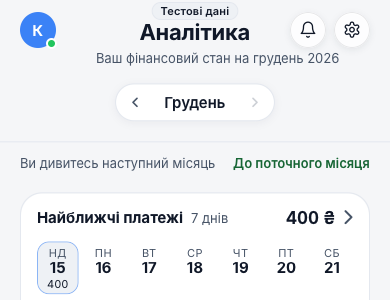 Тестові дані
К
Аналітика
Ваш фінансовий стан на грудень 2026
Грудень
Ви дивитесь наступний місяць До поточного місяця
Найближчі платежі 7 днів 400 ₴
НД ПН ВТ СР ЧТ ПТ СБ
15 16 17 18 19 20 21
400